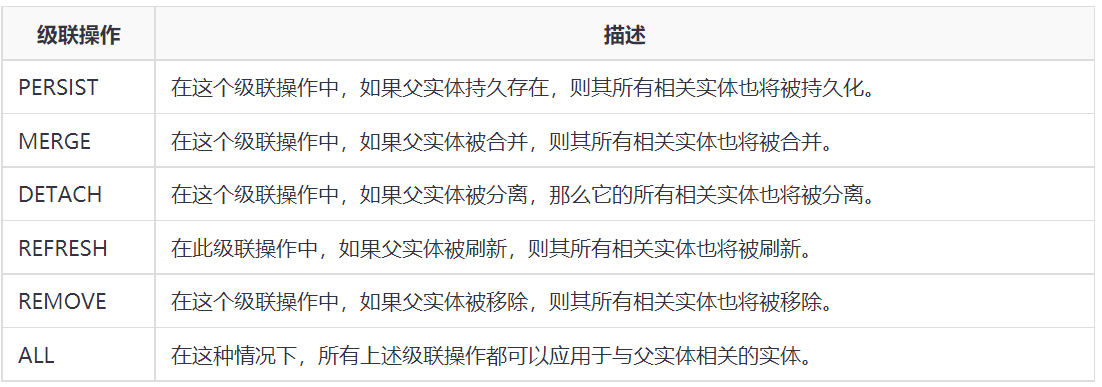 级联操作 描述
PERSIST 在这个级联操作中，如果父实体持久存在，则其所有相关实体也将被持久化。
MERGE 在这个级联操作中，如果父实体被合并，则其所有相关实体也将被合并。
DETACH 在这个级联操作中，如果父实体被分离，那么它的所有相关实体也将被分离。
REFRESH 在此级联操作中，如果父实体被刷新，则其所有相关实体也将被刷新。
REMOVE 在这个级联操作中，如果父实体被移除，则其所有相关实体也将被移除。
ALL 在这种情况下，所有上述级联操作都可以应用于与父实体相关的实体。